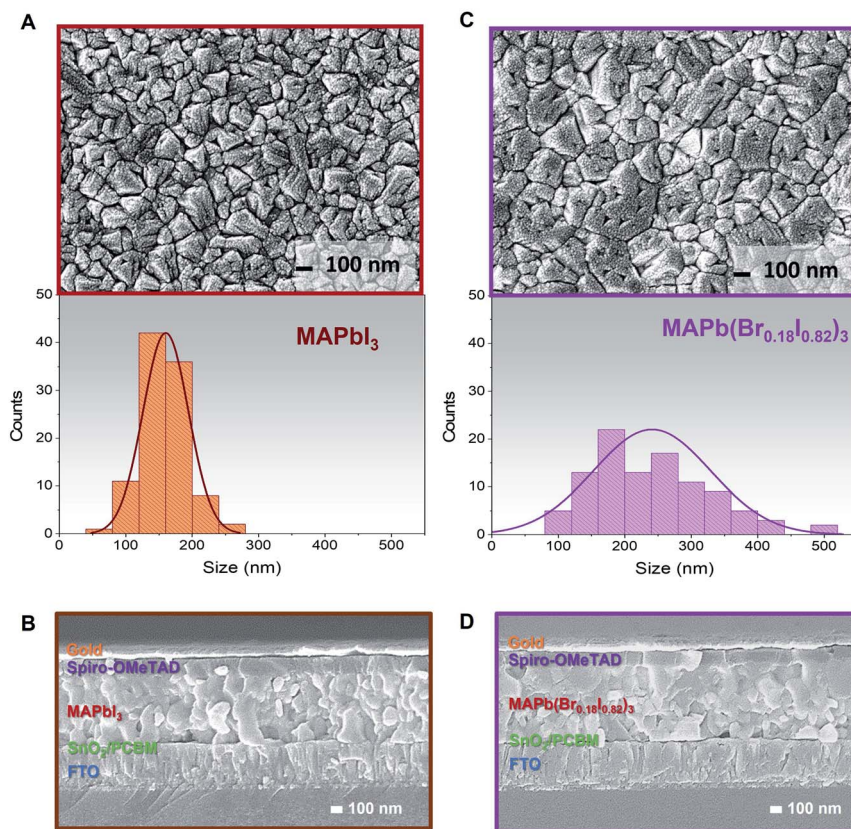 A
100 nm
50
40
30
20
10
0
Counts
MAPbI₃
0 100 200 300 400 500
Size (nm)
B
Gold
Spiro-OMeTAD
MAPbI₃
SnO₂/PCBM
FTO
100 nm
C
100 nm
50
40
30
20
10
0
Counts
MAPb(Br₀.₁₈I₀.₈₂)₃
0 100 200 300 400 500
Size (nm)
D
Gold
Spiro-OMeTAD
MAPb(Br₀.₁₈I₀.₈₂)₃
SnO₂/PCBM
FTO
100 nm